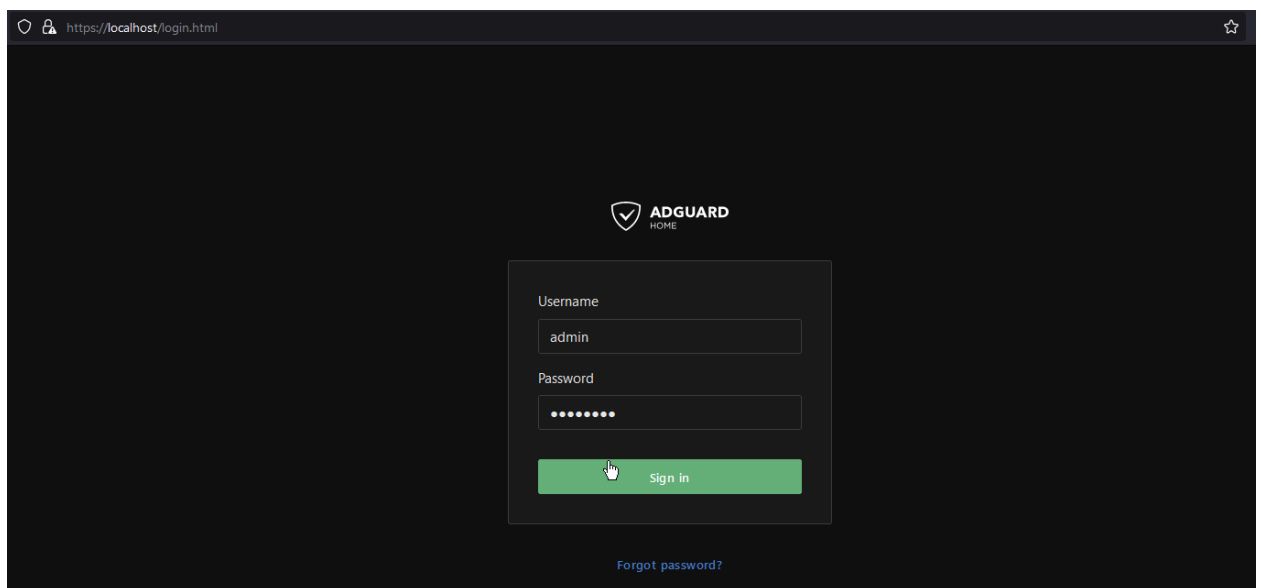 https://localhost/login.html
ADGUARD
HOME
Username
admin
Password
••••••••
Sign in
Forgot password?